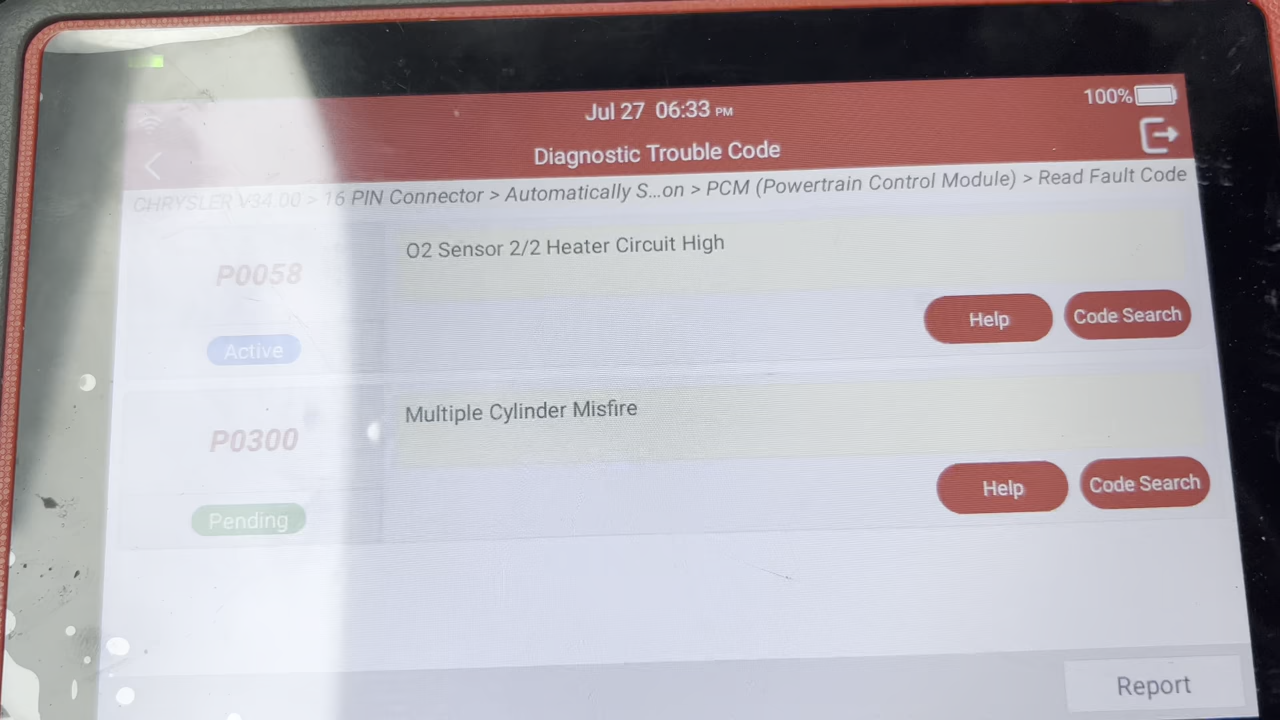 Jul 27 06:33 PM
100%
Diagnostic Trouble Code
CHRYSLER V34.00 > 16 PIN Connector > Automatically S...on > PCM (Powertrain Control Module) > Read Fault Code
P0058
O2 Sensor 2/2 Heater Circuit High
Active
Help
Code Search
P0300
Multiple Cylinder Misfire
Pending
Help
Code Search
Report